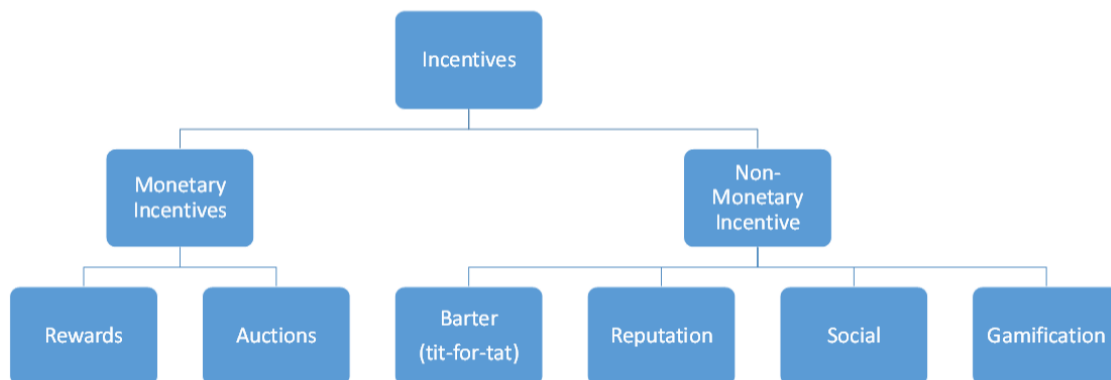 Incentives
Monetary
Incentives
Non-
Monetary
Incentive
Rewards
Auctions
Barter
(tit-for-tat)
Reputation
Social
Gamification